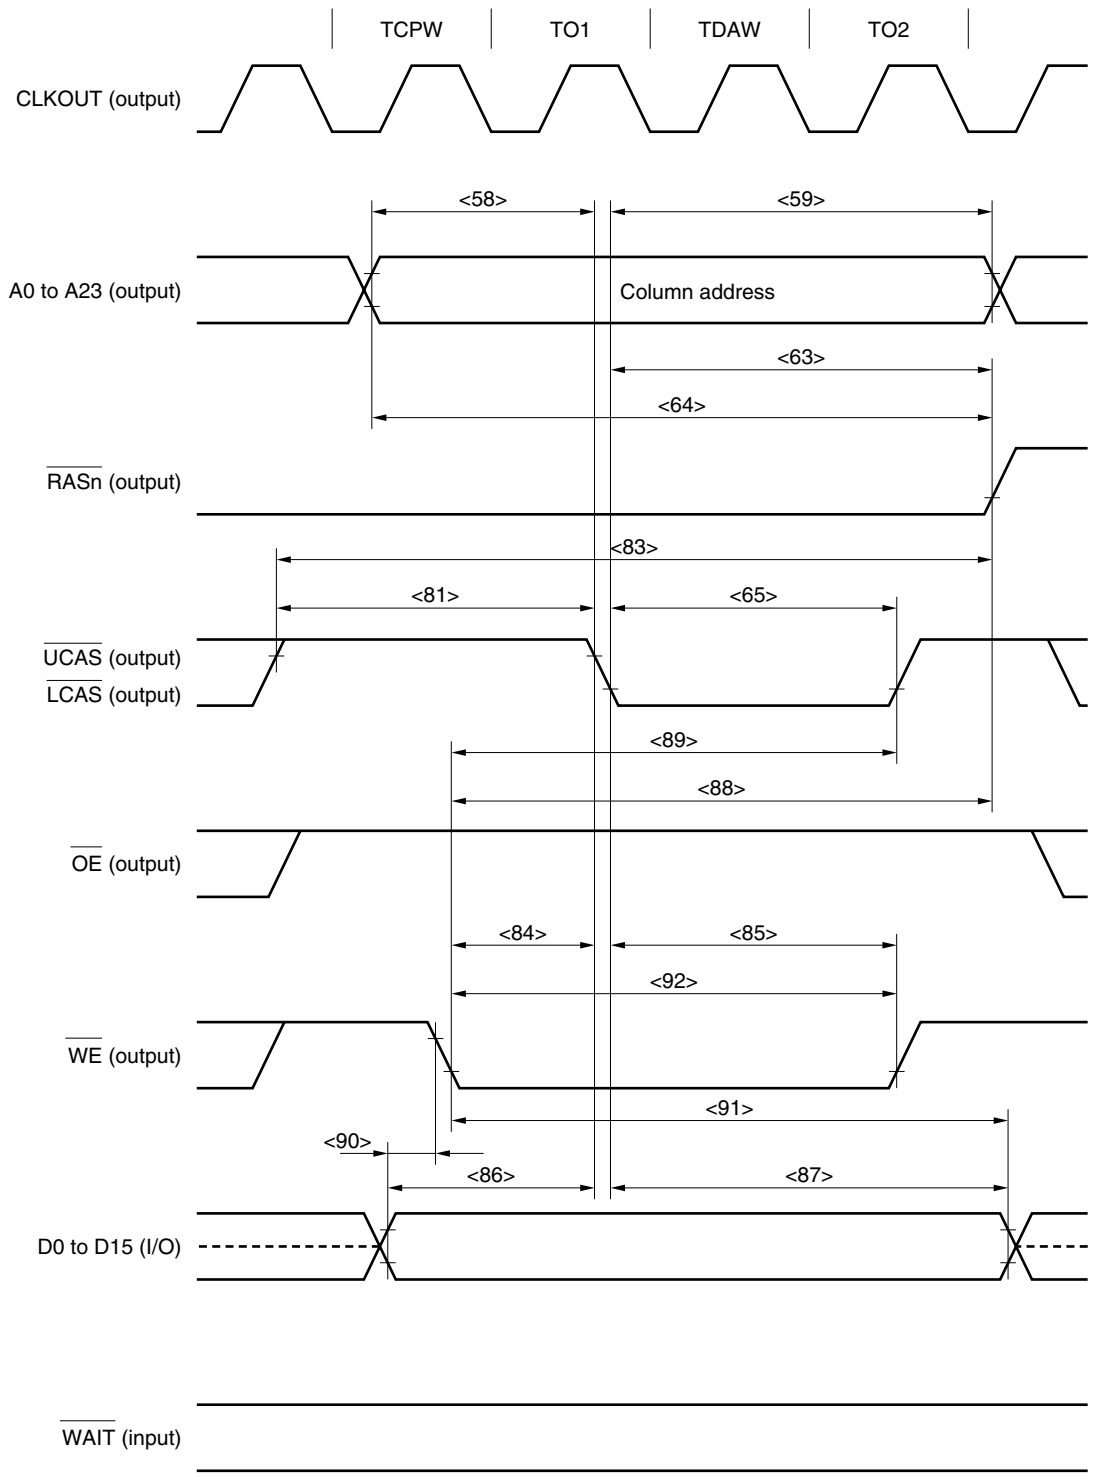 TCPW TO1 TDAW TO2
CLKOUT (output)
<58> <59>
A0 to A23 (output)
Column address
<63>
<64>
RASn (output)
<83>
<81> <65>
UCAS (output)
LCAS (output)
<89>
<88>
OE (output)
<84> <85>
<92>
WE (output)
<91>
<90>
<86> <87>
D0 to D15 (I/O)
WAIT (input)